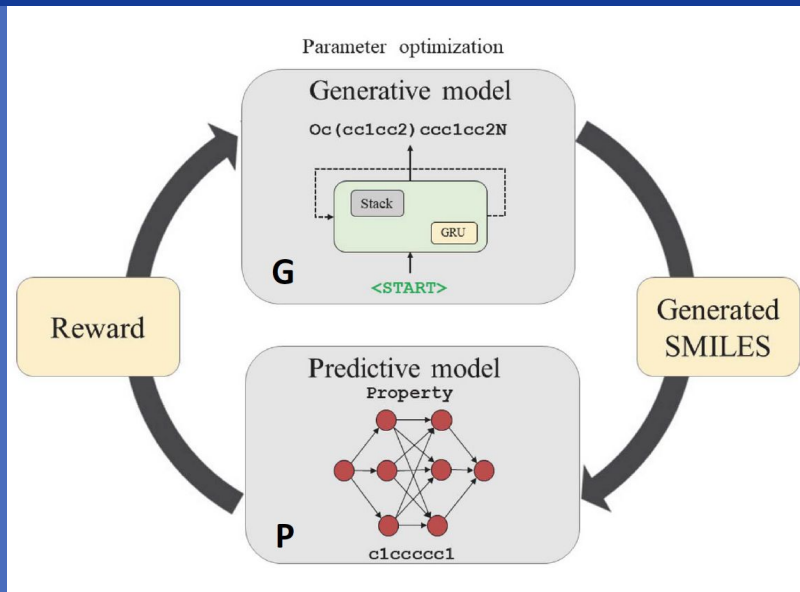 Parameter optimization
Generative model
Oc(cc1cc2)ccc1cc2N
Stack
GRU
G
<START>
Reward
Generated
SMILES
Predictive model
Property
P
c1ccccc1